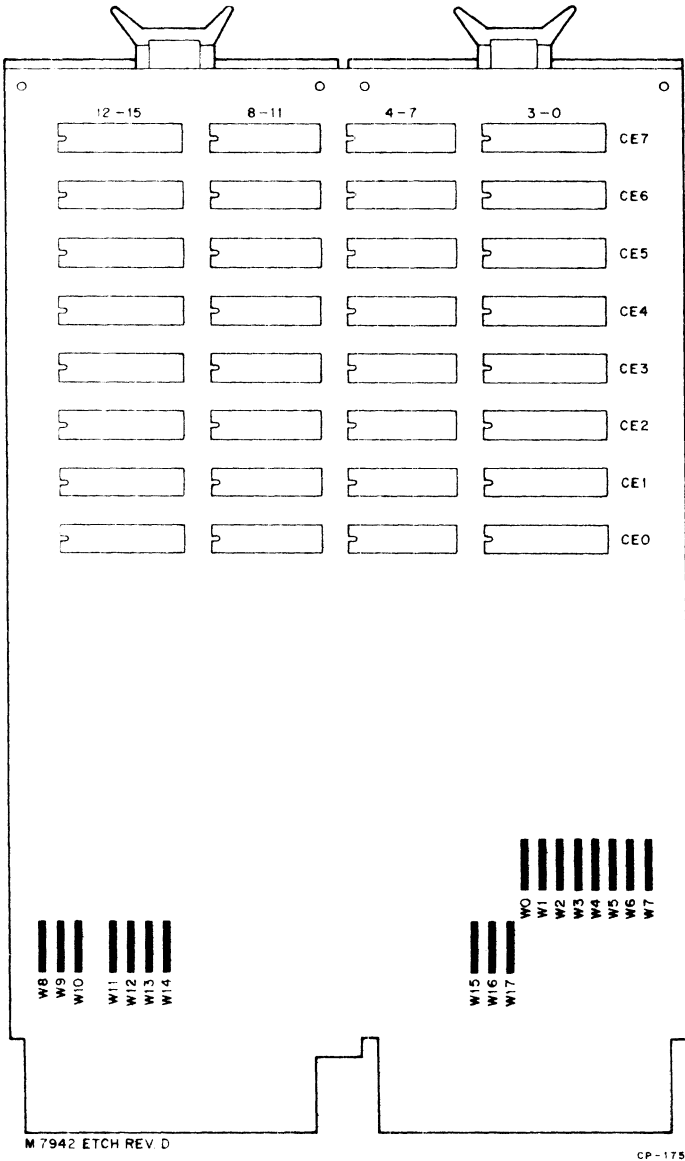 12-15 8-11 4-7 3-0
CE7
CE6
CE5
CE4
CE3
CE2
CE1
CE0
W0 W1 W2 W3 W4 W5 W6 W7
W8 W9 W10 W11 W12 W13 W14 W15 W16 W17
M 7942 ETCH REV. D
CP-175